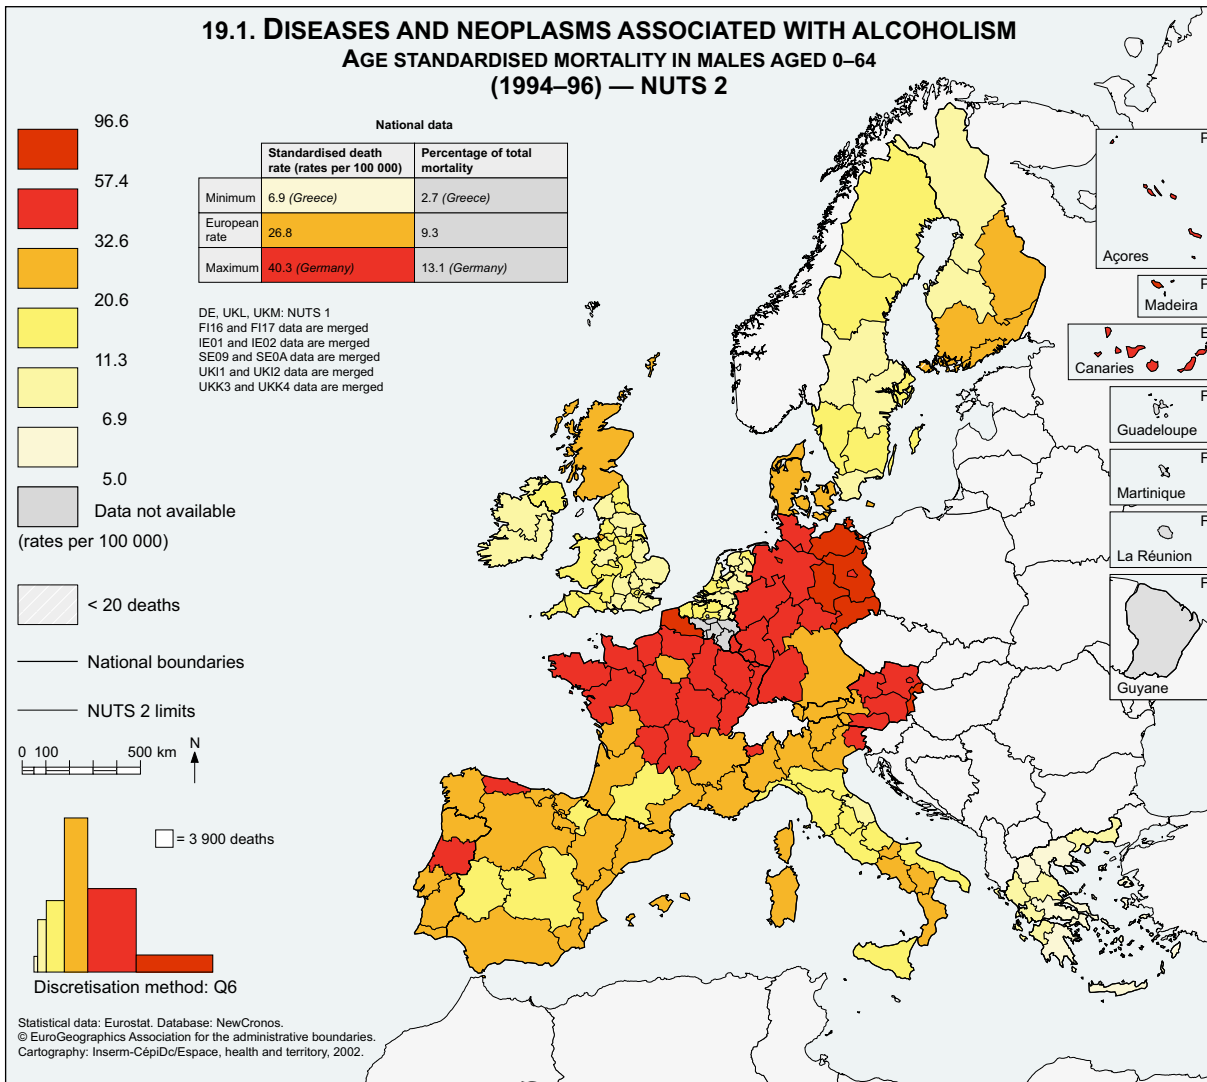 19.1. DISEASES AND NEOPLASMS ASSOCIATED WITH ALCOHOLISM
AGE STANDARDISED MORTALITY IN MALES AGED 0–64
(1994–96) — NUTS 2
96.6
57.4
32.6
20.6
11.3
6.9
5.0
Data not available
(rates per 100 000)
< 20 deaths
National boundaries
NUTS 2 limits
0 100 500 km
N
National data
Standardised death rate (rates per 100 000) Percentage of total mortality
Minimum 6.9 (Greece) 2.7 (Greece)
European rate 26.8 9.3
Maximum 40.3 (Germany) 13.1 (Germany)
DE, UKL, UKM: NUTS 1
FI16 and FI17 data are merged
IE01 and IE02 data are merged
SE09 and SE0A data are merged
UKI1 and UKI2 data are merged
UKK3 and UKK4 data are merged
P
Açores
P
Madeira
E
Canaries
F
Guadeloupe
F
Martinique
F
La Réunion
F
Guyane
= 3 900 deaths
Discretisation method: Q6
Statistical data: Eurostat. Database: NewCronos.
© EuroGeographics Association for the administrative boundaries.
Cartography: Inserm-CépiDc/Espace, health and territory, 2002.